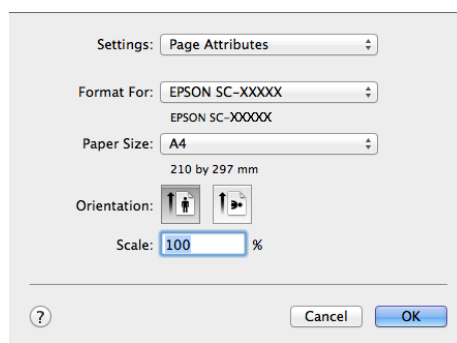 Settings: Page Attributes
Format For: EPSON SC-XXXXX
EPSON SC-XXXXX
Paper Size: A4
210 by 297 mm
Orientation:
Scale: 100 %
? Cancel OK